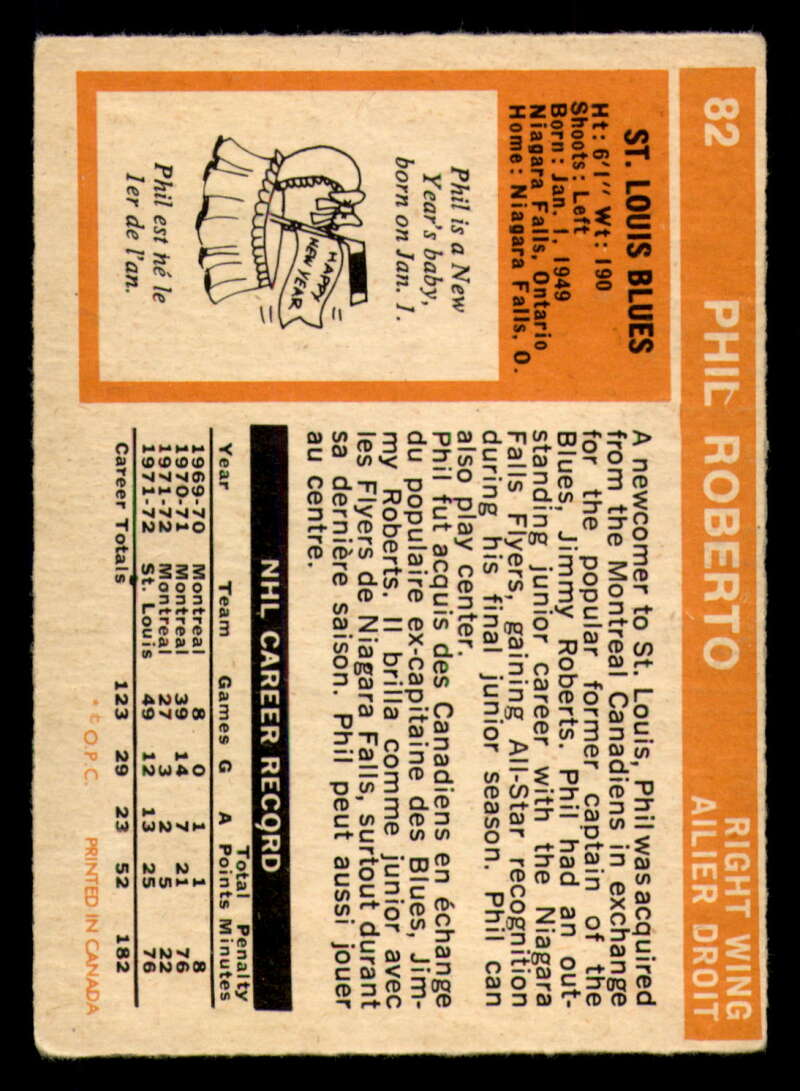 82 PHIL ROBERTO
RIGHT WING
AILIER DROIT
ST. LOUIS BLUES
Ht: 6'1" Wt: 190
Shoots: Left
Born: Jan. 1, 1949
Niagara Falls, Ontario
Home: Niagara Falls, O.
Phil is a New
Year's baby,
born on Jan. 1.
HAPPY
NEW YEAR
Phil est né le
1er de l'an.
A newcomer to St. Louis, Phil was acquired
from the Montreal Canadiens in exchange
for the popular former captain of the
Blues, Jimmy Roberts. Phil had an out-
standing junior career with the Niagara
Falls Flyers, gaining All-Star recognition
during his final junior season. Phil can
also play center.
Phil fut acquis des Canadiens en échange
du populaire ex-capitaine des Blues, Jim-
my Roberts. Il brilla comme junior avec
les Flyers de Niagara Falls, surtout durant
sa dernière saison. Phil peut aussi jouer
au centre.
NHL CAREER RECORD
Total Penalty
Year Team Games G A Points Minutes
1969-70 Montreal 8 0 1 1 8
1970-71 Montreal 39 14 7 21 76
1971-72 Montreal 27 3 2 5 22
1971-72 St. Louis 49 12 13 25 76
Career Totals 123 29 23 52 182
* © O.P.C. PRINTED IN CANADA